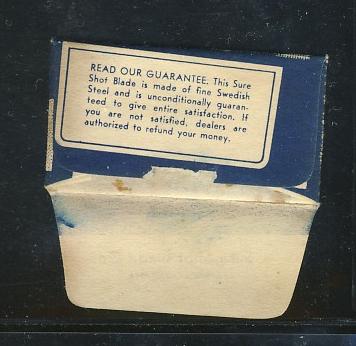 READ OUR GUARANTEE. This Sure
Shot Blade is made of fine Swedish
Steel and is unconditionally guaran-
teed to give entire satisfaction. If
you are not satisfied, dealers are
authorized to refund your money.